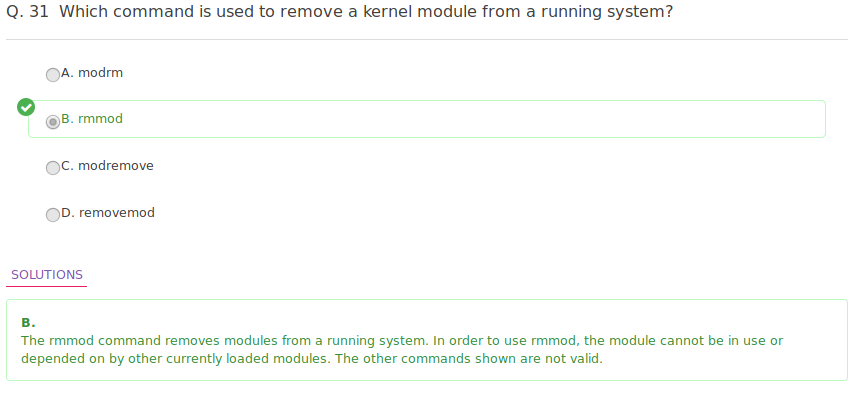 Q. 31  Which command is used to remove a kernel module from a running system?
A. modrm
B. rmmod
C. modremove
D. removemod
SOLUTIONS
B.
The rmmod command removes modules from a running system. In order to use rmmod, the module cannot be in use or
depended on by other currently loaded modules. The other commands shown are not valid.